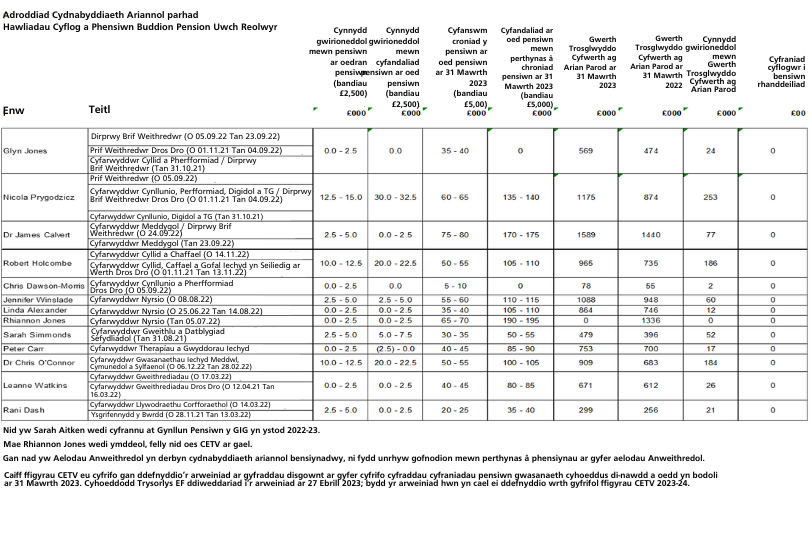 Adroddiad Cydnabyddiaeth Ariannol parhad
Hawliadau Cyflog a Phensiwn Buddion Pension Uwch Reolwyr
Enw
Teitl
Cynnydd
gwirioneddol
mewn pensiwn
ar oedran
pensiwn
(bandiau
£2,500)
£000
Cynnydd
gwirioneddol
mewn
cyfandaliad
pensiwn ar oed
pensiwn
(bandiau
£2,500)
£000
Cyfanswm
croniad y
pensiwn ar
oed pensiwn
ar 31 Mawrth
2023
(bandiau
£5,00)
£000
Cyfandaliad ar
oed pensiwn
mewn
perthynas â
chroniad
pensiwn ar 31
Mawrth 2023
(bandiau
£5,000)
£000
Gwerth
Trosglwyddo
Cyfwerth ag
Arian Parod ar
31 Mawrth
2023
£000
Gwerth
Trosglwyddo
Cyfwerth ag
Arian Parod ar
31 Mawrth
2022
£000
Cynnydd
gwirioneddol
mewn
Gwerth
Trosglwyddo
Cyfwerth ag
Arian Parod
£000
Cyfraniad
cyflogwr i
bensiwn
rhanddeiliad
£00
Dirprwy Brif Weithredwr (O 05.09.22 Tan 23.09.22)
Glyn Jones Prif Weithredwr Dros Dro (O 01.11.21 Tan 04.09.22) 0.0 - 2.5 0.0 35 - 40 0 569 474 24 0
Cyfarwyddwr Cyllid a Pherfformiad / Dirprwy
Brif Weithredwr (Tan 31.10.21)
Prif Weithredwr (O 05.09.22)
Nicola Prygodzicz Cyfarwyddwr Cynllunio, Perfformiad, Digidol a TG / Dirprwy 12.5 - 15.0 30.0 - 32.5 60 - 65 135 - 140 1175 874 253 0
Brif Weithredwr Dros Dro (O 01.11.21 Tan 04.09.22)
Cyfarwyddwr Cynllunio, Digidol a TG (Tan 31.10.21)
Cyfarwyddwr Meddygol / Dirprwy Brif
Dr James Calvert Weithredwr (O 24.09.22) 2.5 - 5.0 0.0 - 2.5 75 - 80 170 - 175 1589 1440 77 0
Cyfarwyddwr Meddygol (Tan 23.09.22)
Cyfarwyddwr Cyllid a Chaffael (O 14.11.22)
Robert Holcombe Cyfarwyddwr Cyllid, Caffael a Gofal Iechyd yn Seiliedig ar 10.0 - 12.5 20.0 - 22.5 50 - 55 105 - 110 965 735 186 0
Werth Dros Dro (O 01.11.21 Tan 13.11.22)
Chris Dawson-Morris Cyfarwyddwr Cynllunio a Pherfformiad 0.0 - 2.5 0.0 5 - 10 0 78 55 2 0
Dros Dro (O 05.09.22)
Jennifer Winslade Cyfarwyddwr Nyrsio (O 08.08.22) 2.5 - 5.0 2.5 - 5.0 55 - 60 110 - 115 1088 948 60 0
Linda Alexander Cyfarwyddwr Nyrsio (O 25.06.22 Tan 14.08.22) 0.0 - 2.5 0.0 - 2.5 35 - 40 105 - 110 864 746 12 0
Rhiannon Jones Cyfarwyddwr Nyrsio (Tan 05.07.22) 0.0 - 2.5 0.0 - 2.5 65 - 70 190 - 195 0 1336 0 0
Sarah Simmonds Cyfarwyddwr Gweithlu a Datblygiad 2.5 - 5.0 5.0 - 7.5 30 - 35 50 - 55 479 396 52 0
Sefydliadol (Tan 31.08.21)
Peter Carr Cyfarwyddwr Therapïau a Gwyddorau Iechyd 0.0 - 2.5 (2.5) - 0.0 40 - 45 85 - 90 753 700 17 0
Dr Chris O'Connor Cyfarwyddwr Gwasanaethau Iechyd Meddwl, 10.0 - 12.5 20.0 - 22.5 50 - 55 100 - 105 909 683 184 0
Cymunedol a Sylfaenol (O 06.12.22 Tan 28.02.22)
Cyfarwyddwr Gweithrediadau (O 17.03.22)
Leanne Watkins Cyfarwyddwr Gweithrediadau Dros Dro (O 12.04.21 Tan 0.0 - 2.5 0.0 - 2.5 40 - 45 80 - 85 671 612 26 0
16.03.22)
Cyfarwyddwr Llywodraethu Corfforaethol (O 14.03.22)
Rani Dash Ysgrifennydd y Bwrdd (O 28.11.21 Tan 13.03.22) 2.5 - 5.0 0.0 - 2.5 20 - 25 35 - 40 299 256 21 0
Nid yw Sarah Aitken wedi cyfrannu at Gynllun Pensiwn y GIG yn ystod 2022-23.
Mae Rhiannon Jones wedi ymddeol, felly nid oes CETV ar gael.
Gan nad yw Aelodau Anweithredol yn derbyn cydnabyddiaeth ariannol bensiynadwy, ni fydd unrhyw gofnodion mewn perthynas â phensiynau ar gyfer aelodau Anweithredol.
Caiff ffigyrau CETV eu cyfrifo gan ddefnyddio'r arweiniad ar gyfraddau disgownt ar gyfer cyfrifo cyfraddau cyfraniadau pensiwn gwasanaeth cyhoeddus di-nawdd a oedd yn bodoli
ar 31 Mawrth 2023. Cyhoeddodd Trysorlys EF ddiweddariad i'r arweiniad ar 27 Ebrill 2023; bydd yr arweiniad hwn yn cael ei ddefnyddio wrth gyfrifol ffigyrau CETV 2023-24.